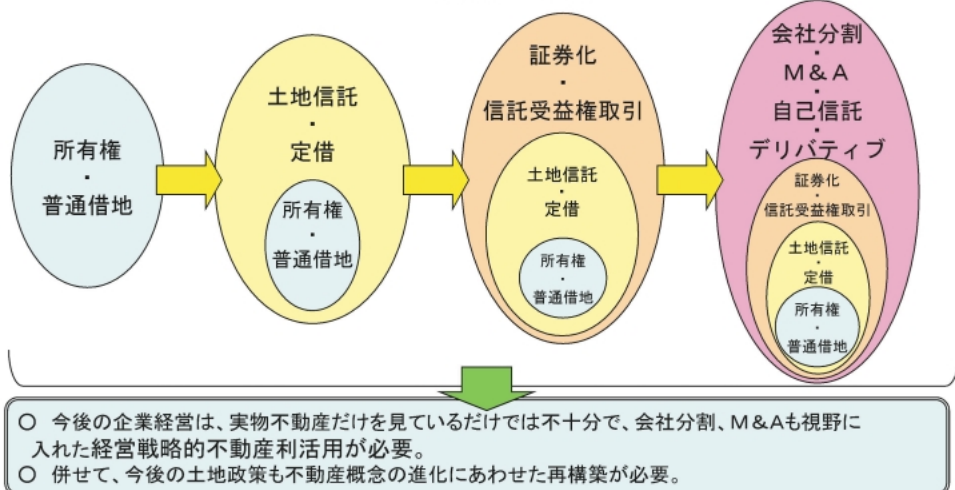 所有権
・
普通借地
土地信託
・
定借
所有権
・
普通借地
証券化
・
信託受益権取引
土地信託
・
定借
所有権
・
普通借地
会社分割
・
M&A
・
自己信託
・
デリバティブ
証券化
・
信託受益権取引
土地信託
・
定借
所有権
・
普通借地
○ 今後の企業経営は、実物不動産だけを見ているだけでは不十分で、会社分割、M&Aも視野に
入れた経営戦略的不動産利活用が必要。
○ 併せて、今後の土地政策も不動産概念の進化にあわせた再構築が必要。